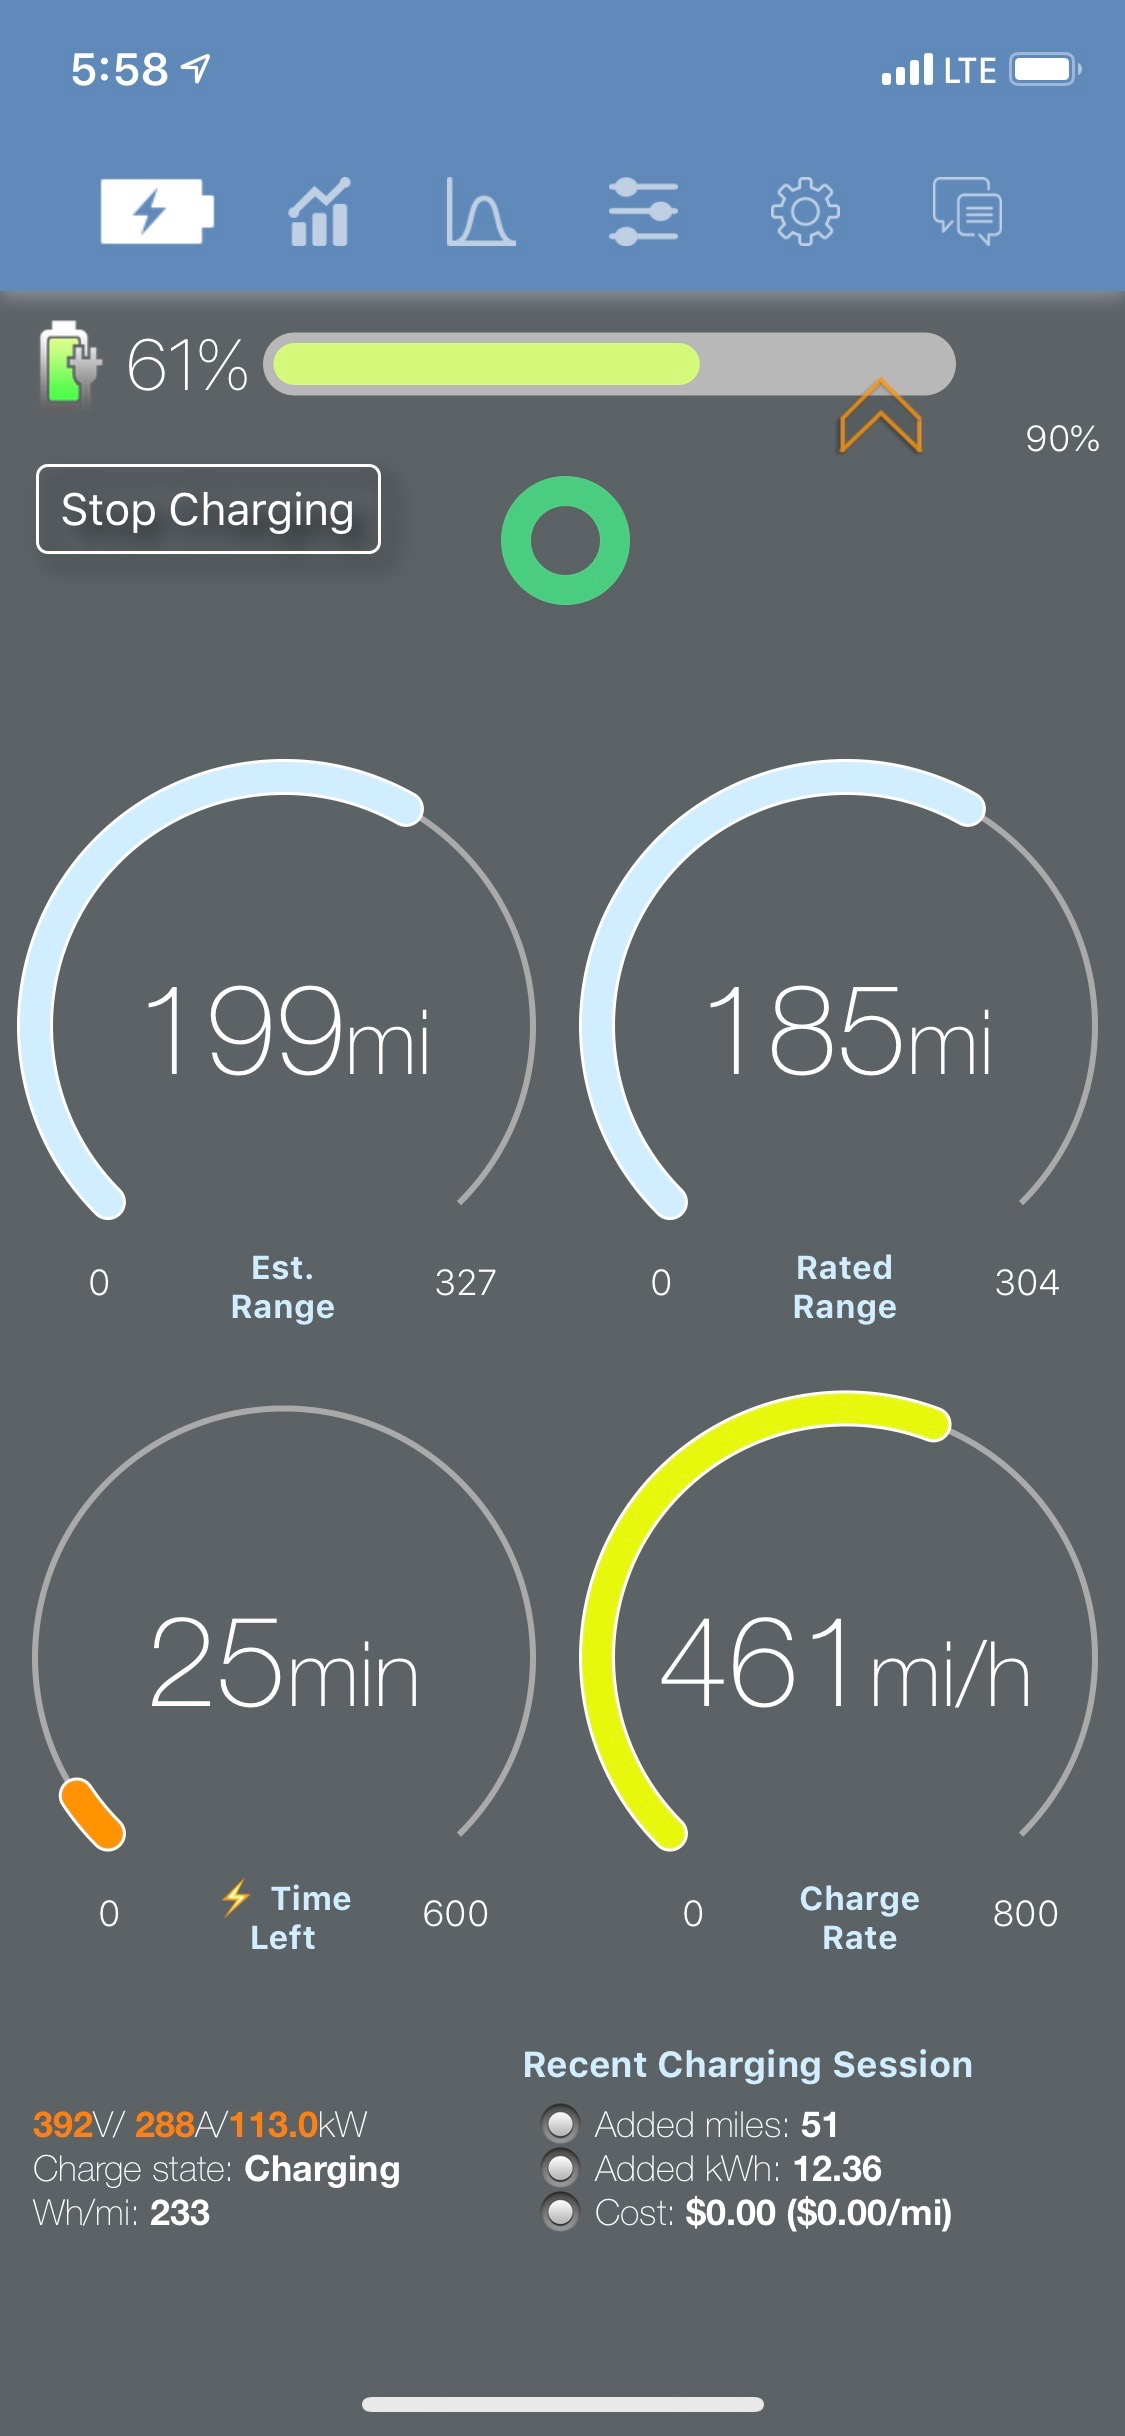 5:58 LTE
61%
90%
Stop Charging
199mi 185mi
0 Est. Range 327
0 Rated Range 304
25min 461mi/h
0 ⚡ Time Left 600
0 Charge Rate 800
Recent Charging Session
392V/ 288A/113.0kW
Charge state: Charging
Wh/mi: 233
Added miles: 51
Added kWh: 12.36
Cost: $0.00 ($0.00/mi)